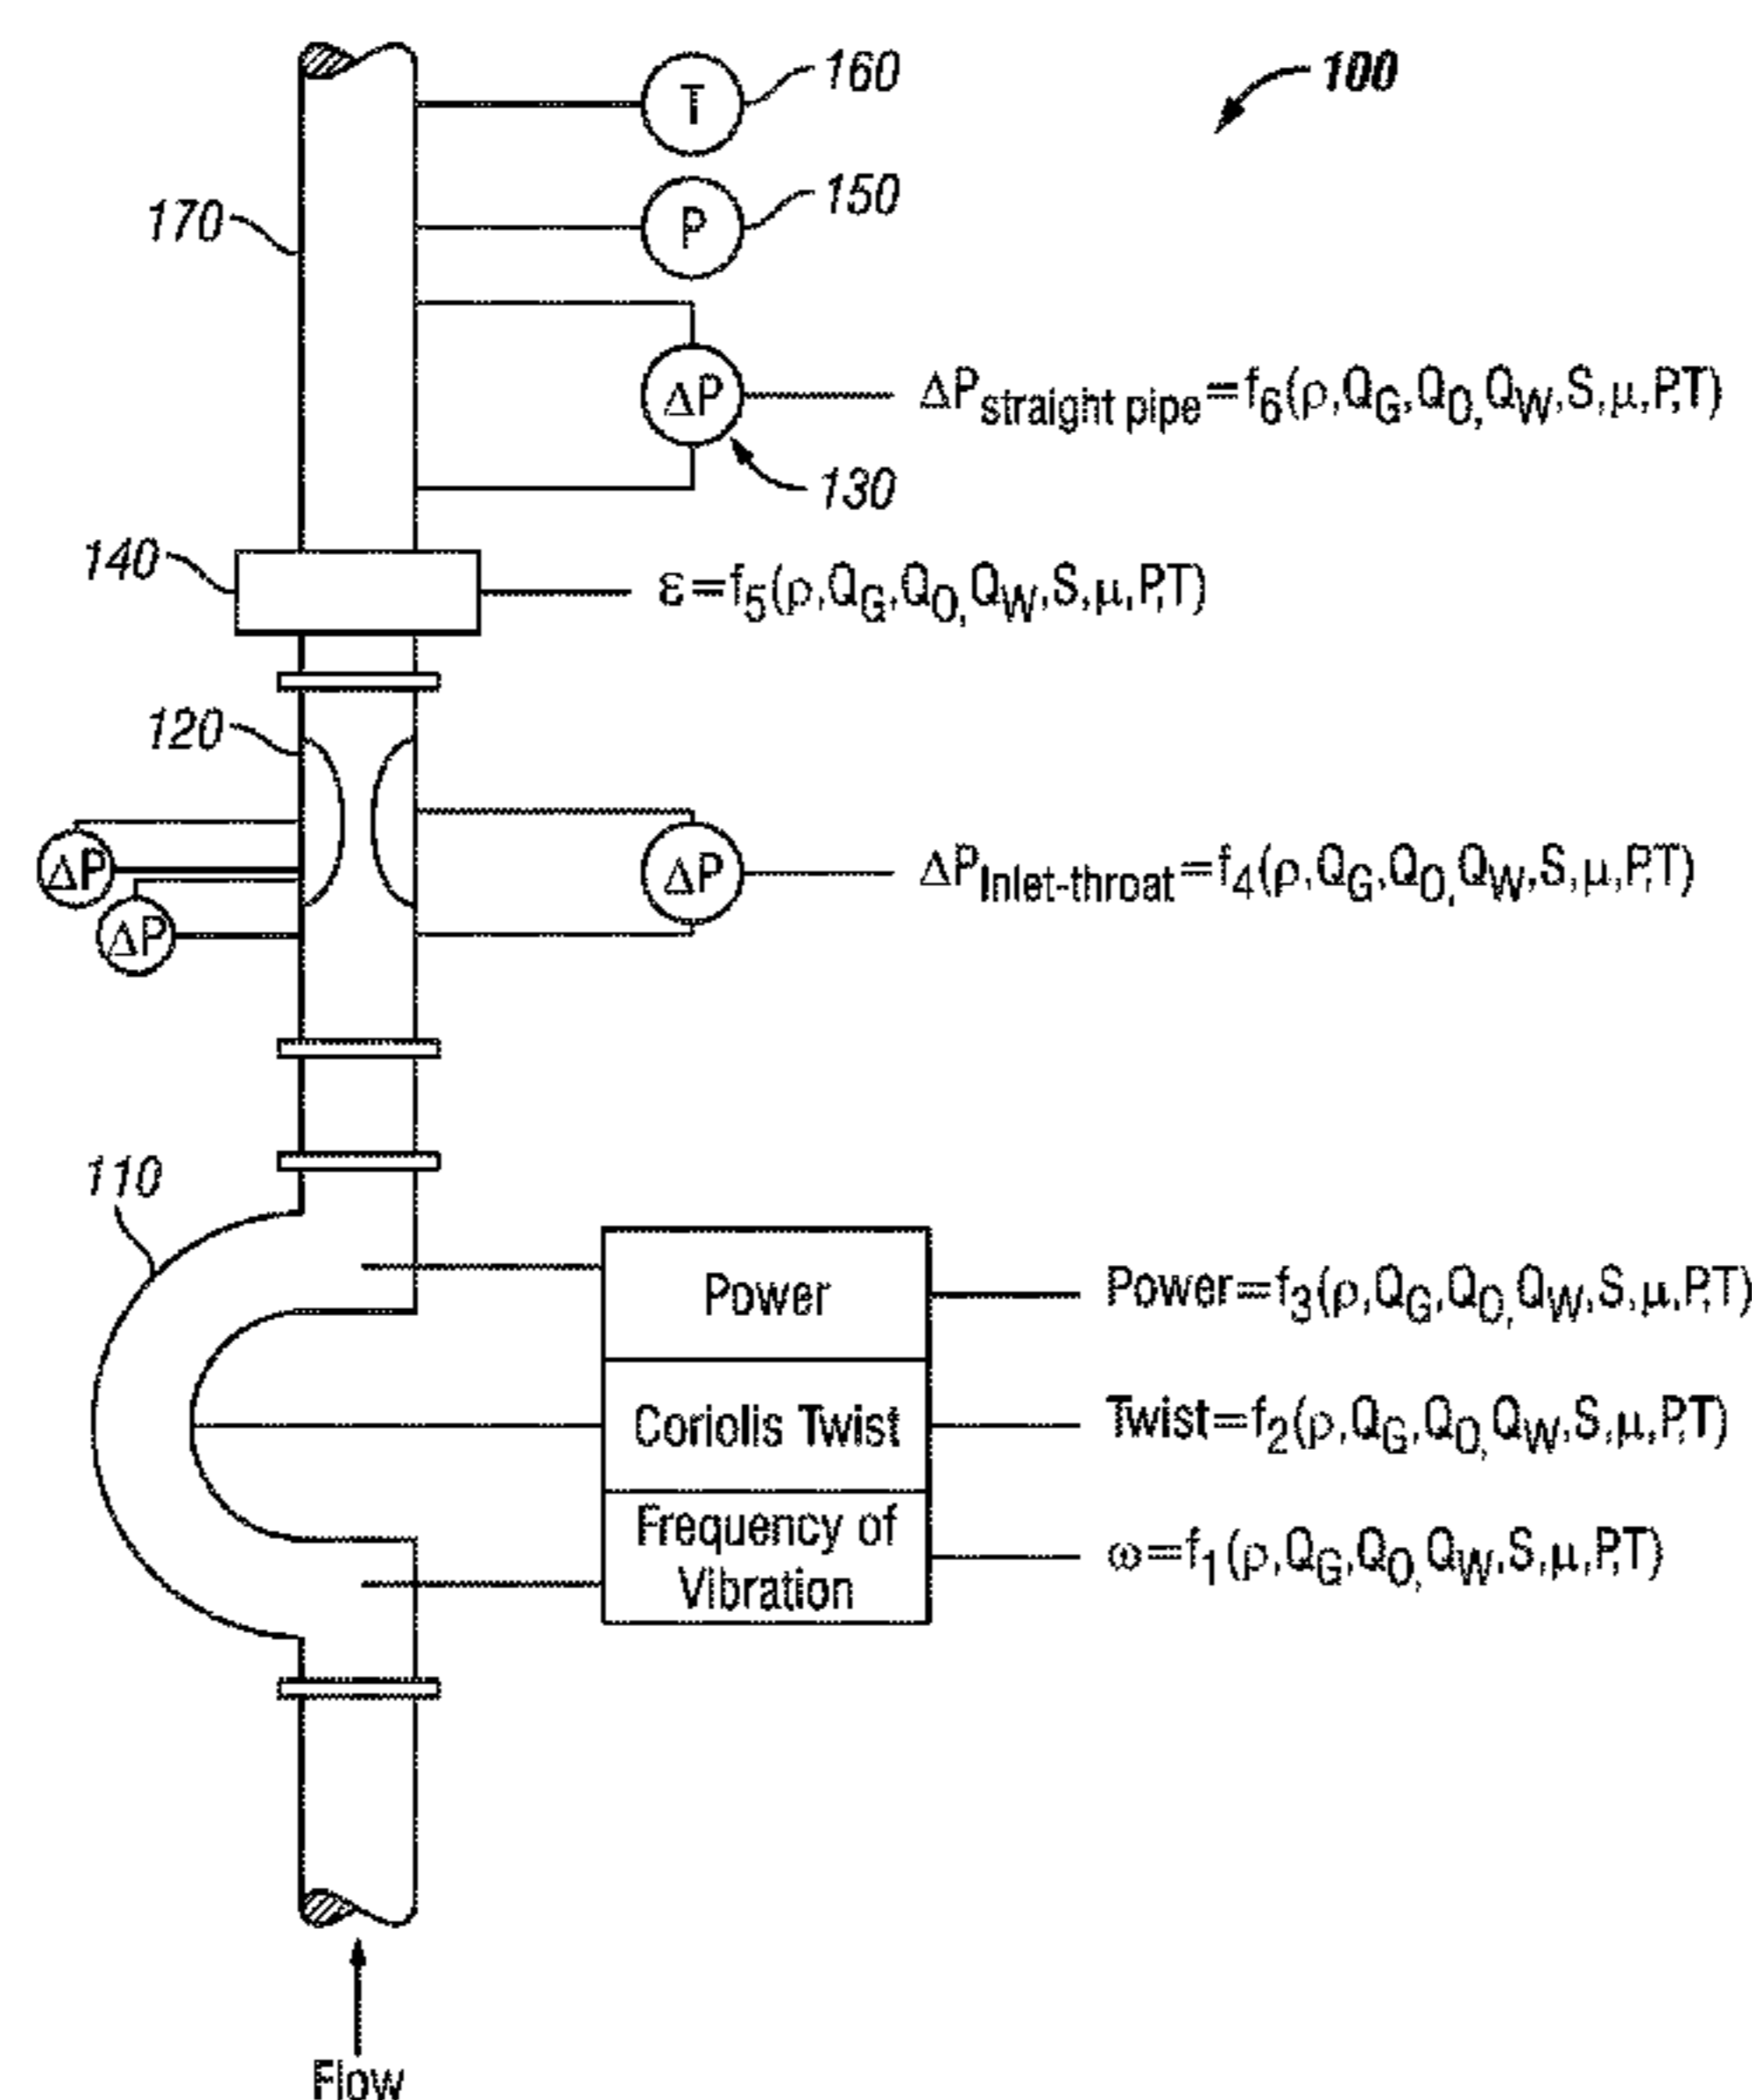 160
T
100
150
P
170
ΔP
ΔPstraight pipe=f6(ρ,QG,QO,QW,S,μ,P,T)
130
140
ε=f5(ρ,QG,QO,QW,S,μ,P,T)
120
ΔP
ΔP
ΔP
ΔPInlet-throat=f4(ρ,QG,QO,QW,S,μ,P,T)
110
Power
Power=f3(ρ,QG,QO,QW,S,μ,P,T)
Coriolis Twist
Twist=f2(ρ,QG,QO,QW,S,μ,P,T)
Frequency of
Vibration
ω=f1(ρ,QG,QO,QW,S,μ,P,T)
Flow